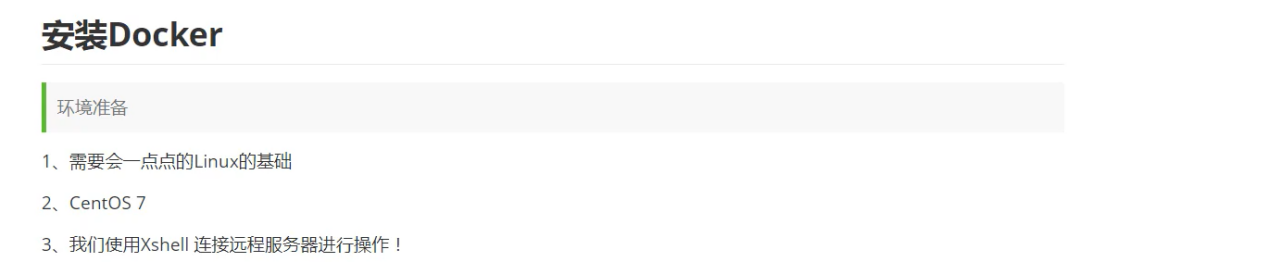 安装Docker
环境准备
1、需要会一点点的Linux的基础
2、CentOS 7
3、我们使用Xshell 连接远程服务器进行操作！